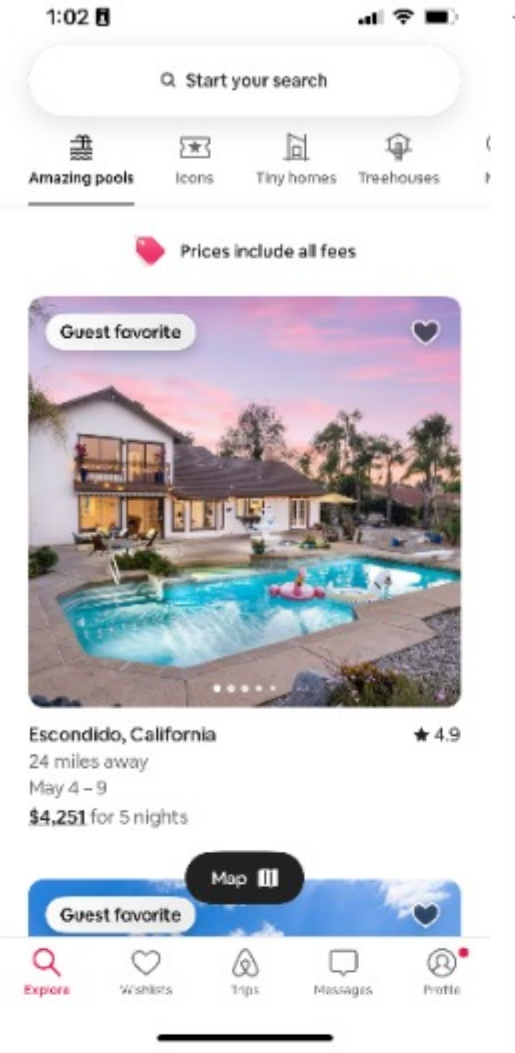 1:02
Start your search
Amazing pools
Icons
Tiny homes
Treehouses
Prices include all fees
Guest favorite
Escondido, California
★ 4.9
24 miles away
May 4 – 9
$4,251 for 5 nights
Map
Guest favorite
Explore
Wishlists
Trips
Messages
Profile